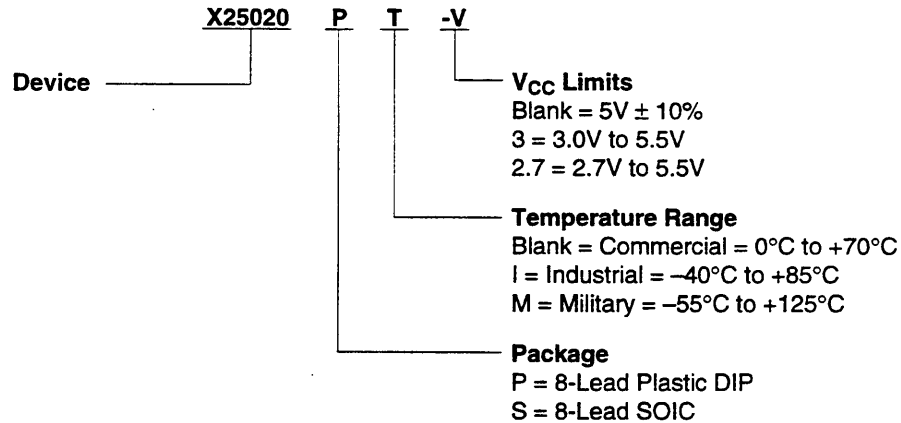 X25020 P T -V
Device
VCC Limits
Blank = 5V ± 10%
3 = 3.0V to 5.5V
2.7 = 2.7V to 5.5V
Temperature Range
Blank = Commercial = 0°C to +70°C
I = Industrial = –40°C to +85°C
M = Military = –55°C to +125°C
Package
P = 8-Lead Plastic DIP
S = 8-Lead SOIC